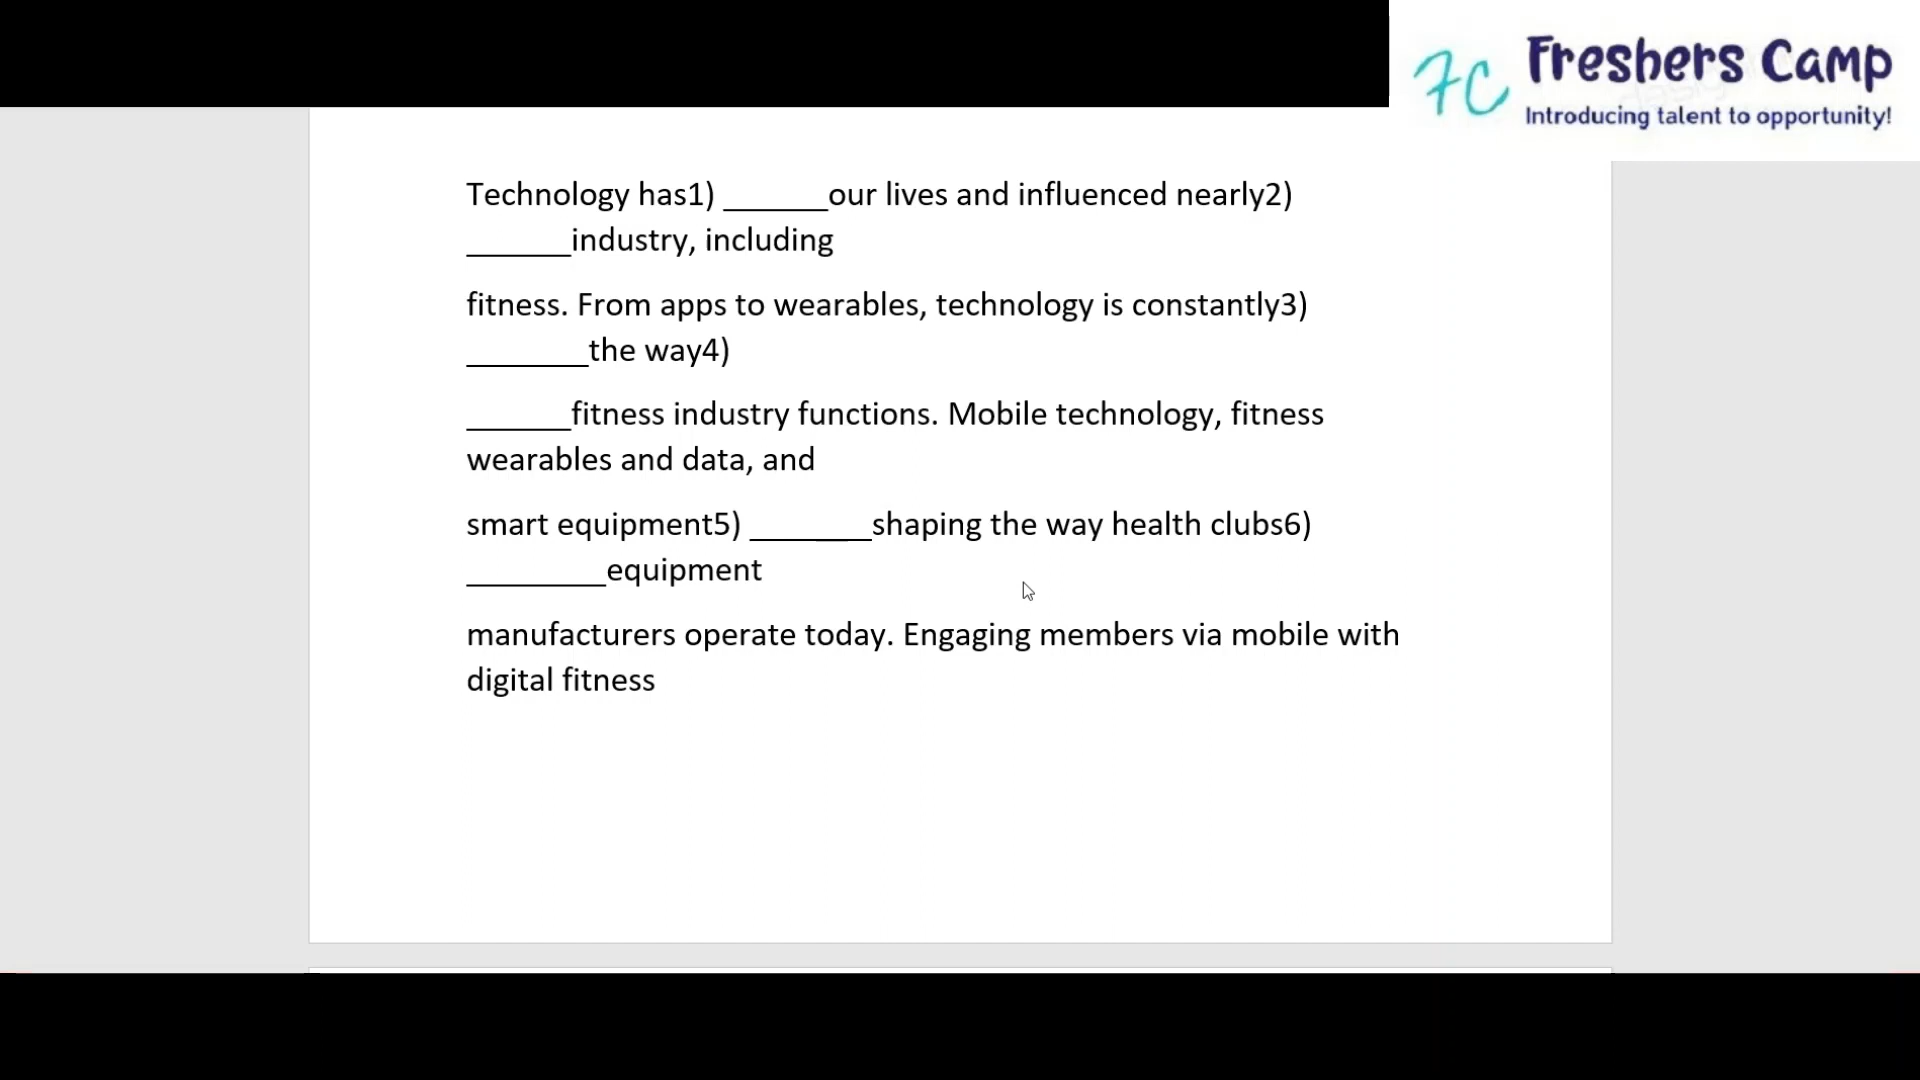 FC Freshers Camp
Introducing talent to opportunity!
Technology has1) ______our lives and influenced nearly2)
______industry, including
fitness. From apps to wearables, technology is constantly3)
_______the way4)
______fitness industry functions. Mobile technology, fitness
wearables and data, and
smart equipment5) _______shaping the way health clubs6)
________equipment
manufacturers operate today. Engaging members via mobile with
digital fitness